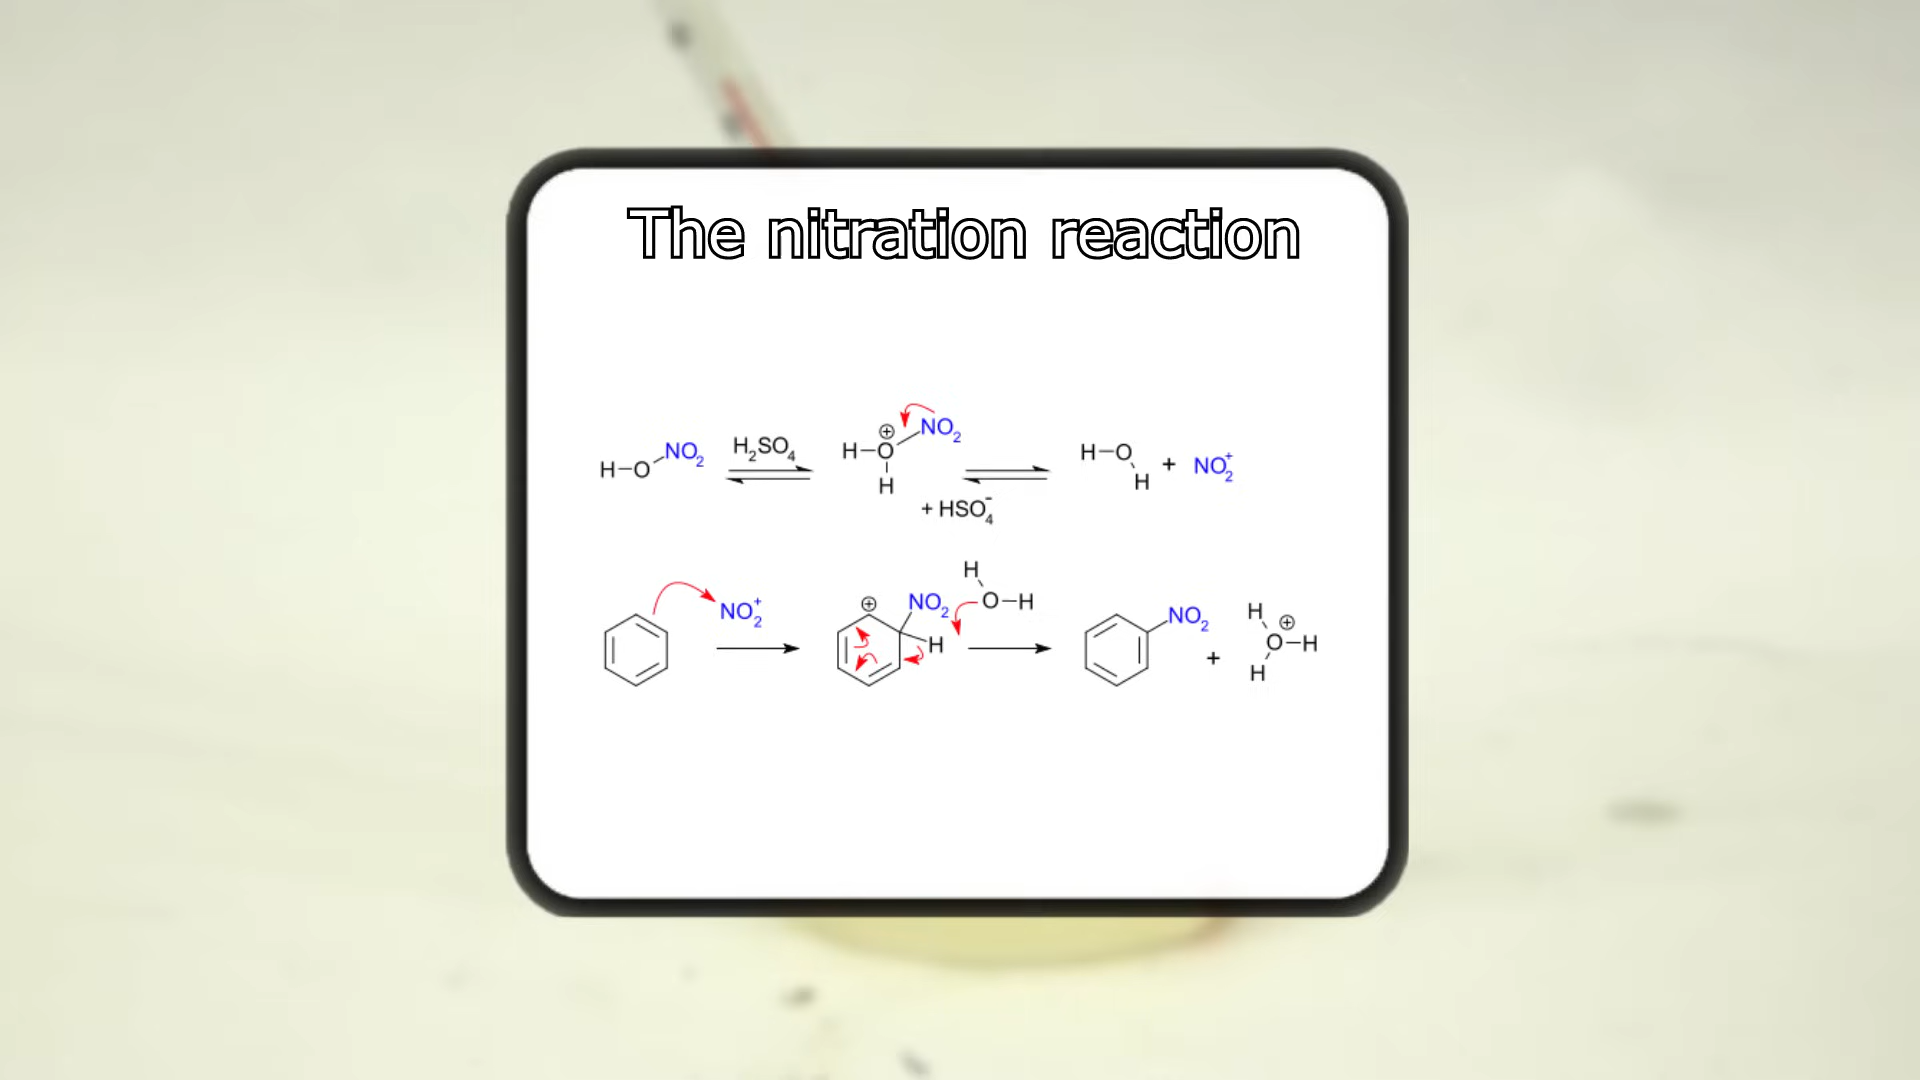 The nitration reaction
H-O-NO₂ H₂SO₄ H-O⊕-NO₂ H + HSO₄⁻ H-O H + NO₂⁺
NO₂⁺ ⊕ NO₂ H H O-H NO₂ + H O⊕-H H